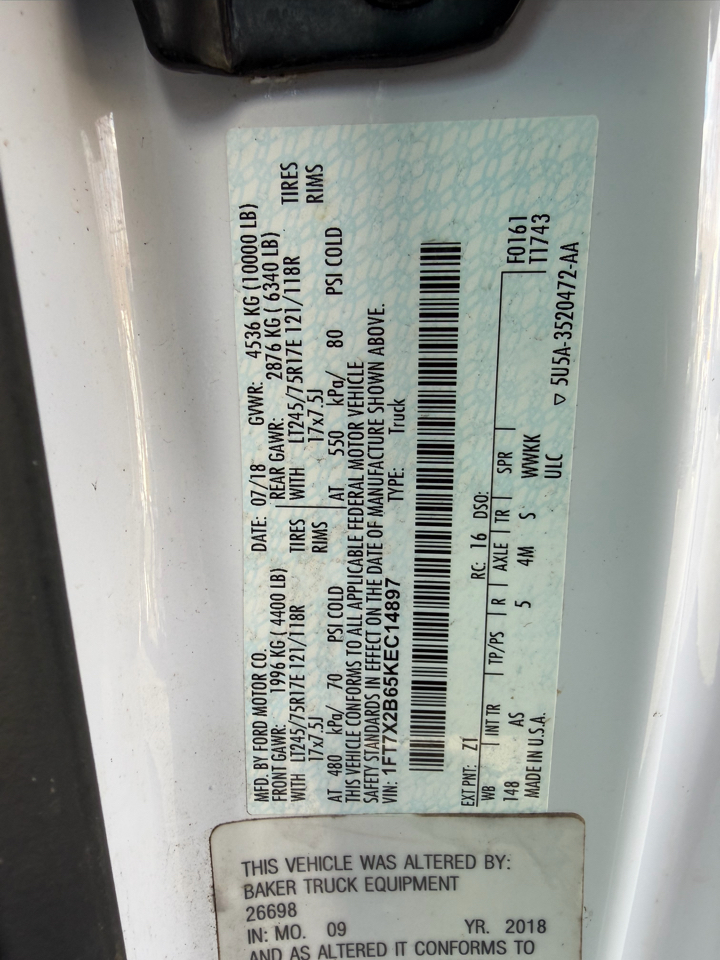 MFD. BY FORD MOTOR CO. DATE: 07/18 GVWR: 4536 KG (10000 LB)
FRONT GAWR: 1996 KG (4400 LB) REAR GAWR: 2876 KG (6340 LB)
WITH LT245/75R17E 121/118R TIRES WITH LT245/75R17E 121/118R TIRES
17x7.5J RIMS 17x7.5J RIMS
AT 480 kPa/ 70 PSI COLD AT 550 kPa/ 80 PSI COLD
THIS VEHICLE CONFORMS TO ALL APPLICABLE FEDERAL MOTOR VEHICLE
SAFETY STANDARDS IN EFFECT ON THE DATE OF MANUFACTURE SHOWN ABOVE.
VIN: 1FT7X2B65KEC14897 TYPE: Truck
EXT PNT: Z1 RC: 16 DSO: F0161
WB INT TR TP/PS R AXLE TR SPR T1743
148 AS 5 4M S WWKK
MADE IN U.S.A. ULC ▽ 5U5A-3520472-AA
THIS VEHICLE WAS ALTERED BY:
BAKER TRUCK EQUIPMENT
26698
IN: MO. 09 YR. 2018
AND AS ALTERED IT CONFORMS TO